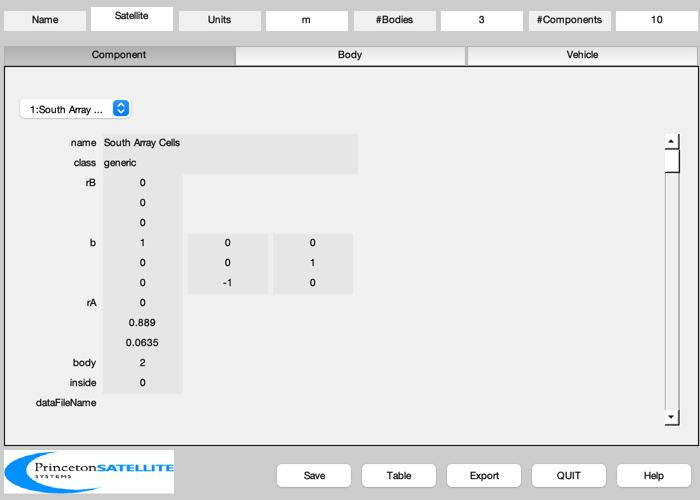 Name Satellite Units m #Bodies 3 #Components 10
Component Body Vehicle
1:South Array ...
name South Array Cells
class generic
rB 0
0
0
b 1 0 0
0 0 1
0 -1 0
rA 0
0.889
0.0635
body 2
inside 0
dataFileName
PrincetonSATELLITE
SYSTEMS
Save Table Export QUIT Help